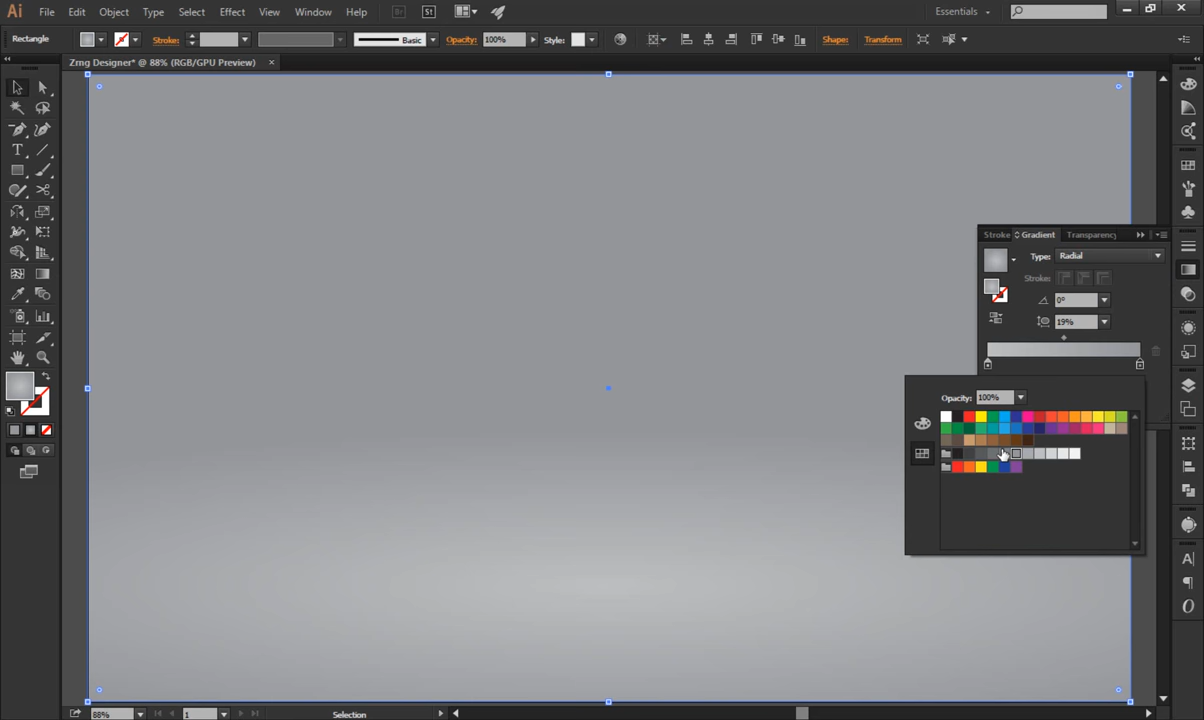 Ai File Edit Object Type Select Effect View Window Help Br St Essentials
Rectangle Stroke: Basic Opacity: 100% Style: Shape: Transform
Zrng Designer* @ 88% (RGB/GPU Preview) ×
Stroke Gradient Transparency
Type: Radial
Stroke:
0°
19%
Opacity: 100%
88% 1 Selection